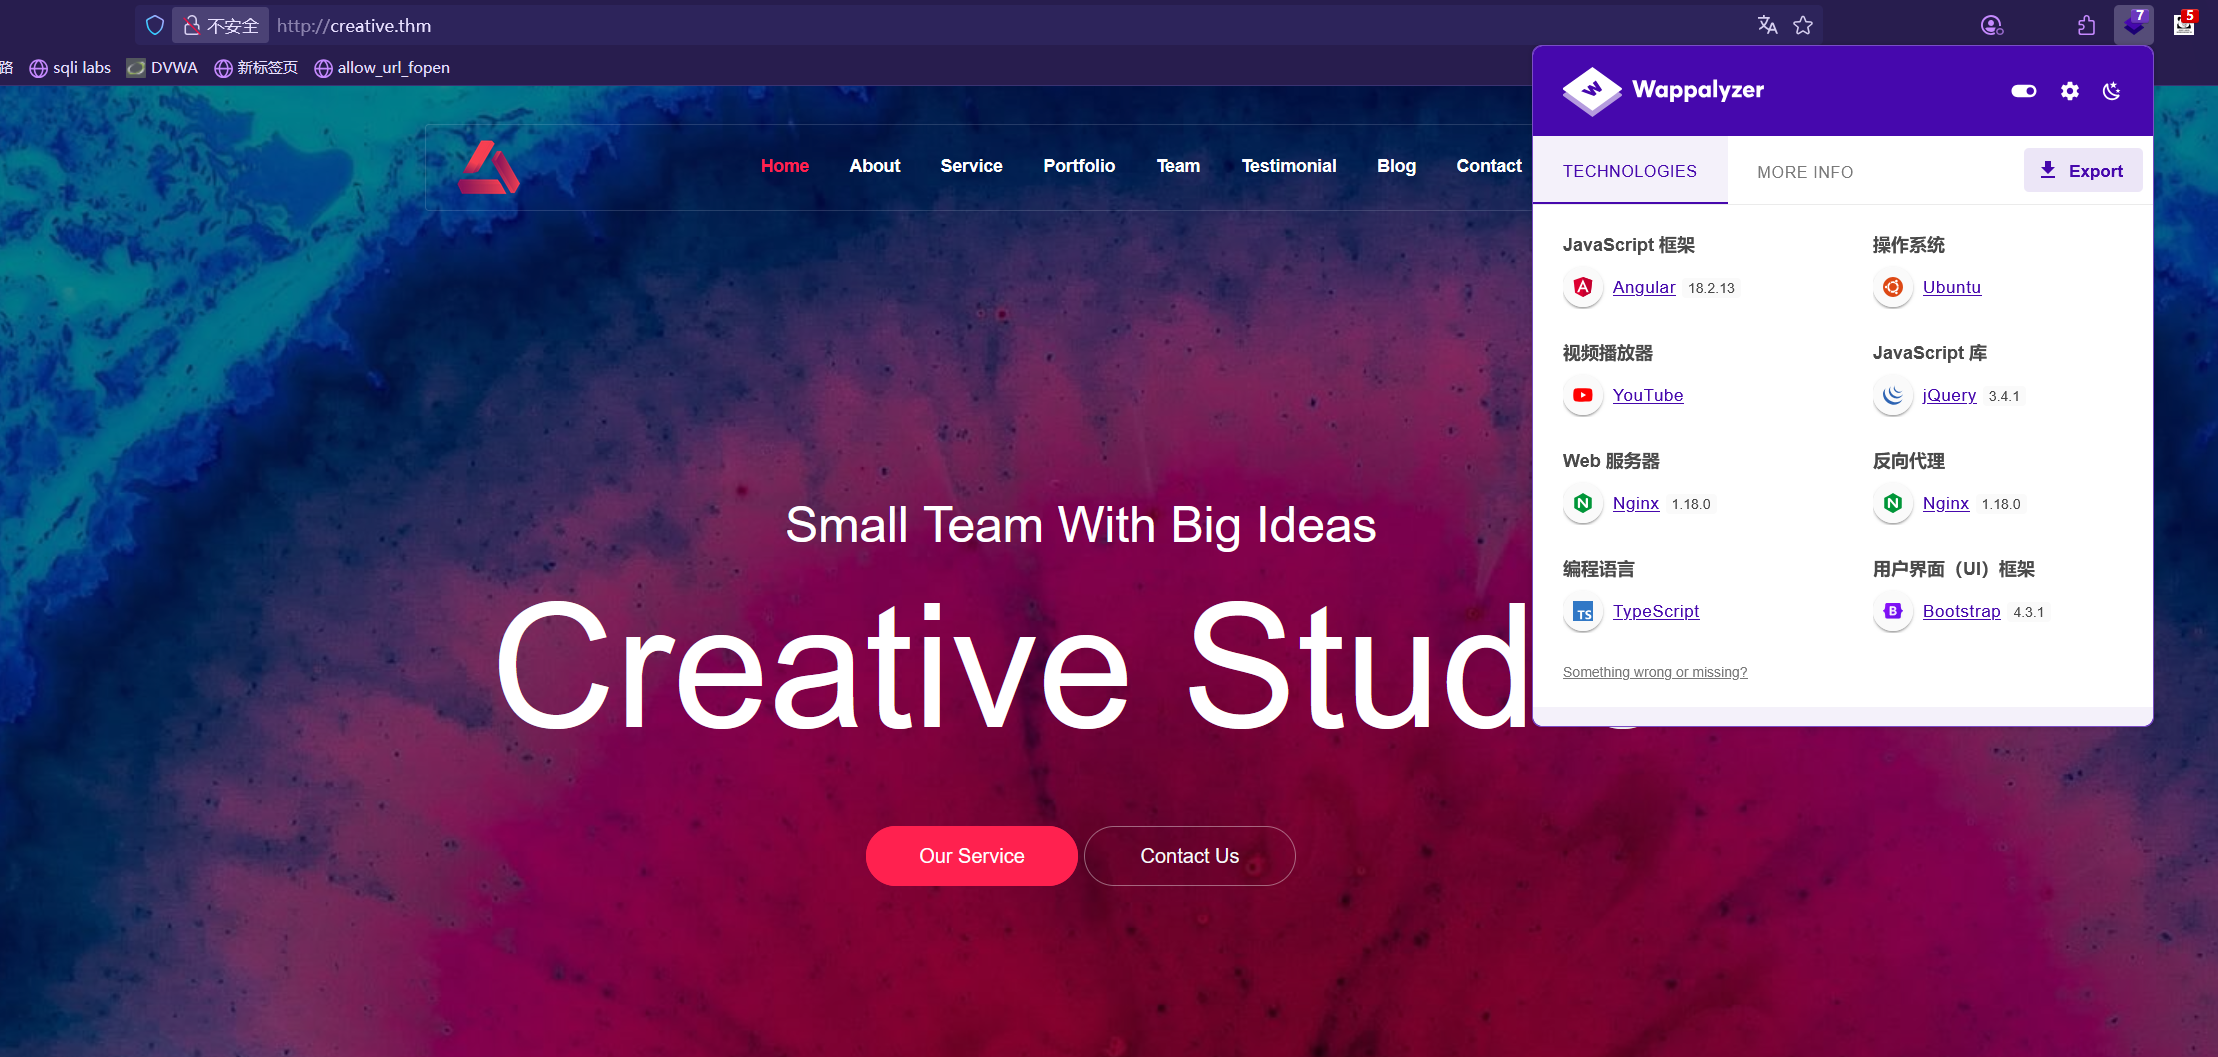 不安全 http://creative.thm
7
5
路 sqli labs DVWA 新标签页 allow_url_fopen
Wappalyzer
Home About Service Portfolio Team Testimonial Blog Contact
TECHNOLOGIES MORE INFO Export
JavaScript 框架
Angular 18.2.13
操作系统
Ubuntu
视频播放器
YouTube
JavaScript 库
jQuery 3.4.1
Web 服务器
Nginx 1.18.0
反向代理
Nginx 1.18.0
编程语言
TypeScript
用户界面（UI）框架
Bootstrap 4.3.1
Something wrong or missing?
Small Team With Big Ideas
Creative Stud
Our Service Contact Us